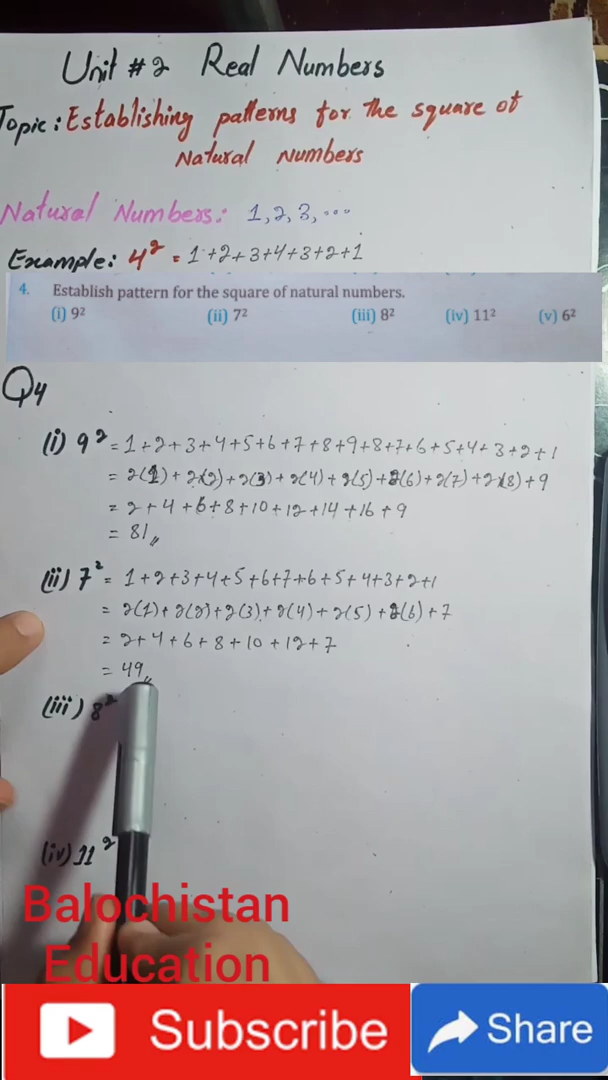 Unit #2 Real Numbers
Topic: Establishing patterns for the square of
Natural Numbers
Natural Numbers: 1, 2, 3, ...
Example: 4² = 1+2+3+4+3+2+1
4. Establish pattern for the square of natural numbers.
(i) 9² (ii) 7² (iii) 8² (iv) 11² (v) 6²
Q4
(i) 9² = 1+2+3+4+5+6+7+8+9+8+7+6+5+4+3+2+1
= 2(1)+2(2)+2(3)+2(4)+2(5)+2(6)+2(7)+2(8)+9
= 2+4+6+8+10+12+14+16+9
= 81,,
(ii) 7² = 1+2+3+4+5+6+7+6+5+4+3+2+1
= 2(1)+2(2)+2(3)+2(4)+2(5)+2(6)+7
= 2+4+6+8+10+12+7
= 49,,
(iii) 8²
(iv) 11²
Balochistan
Education
Subscribe Share